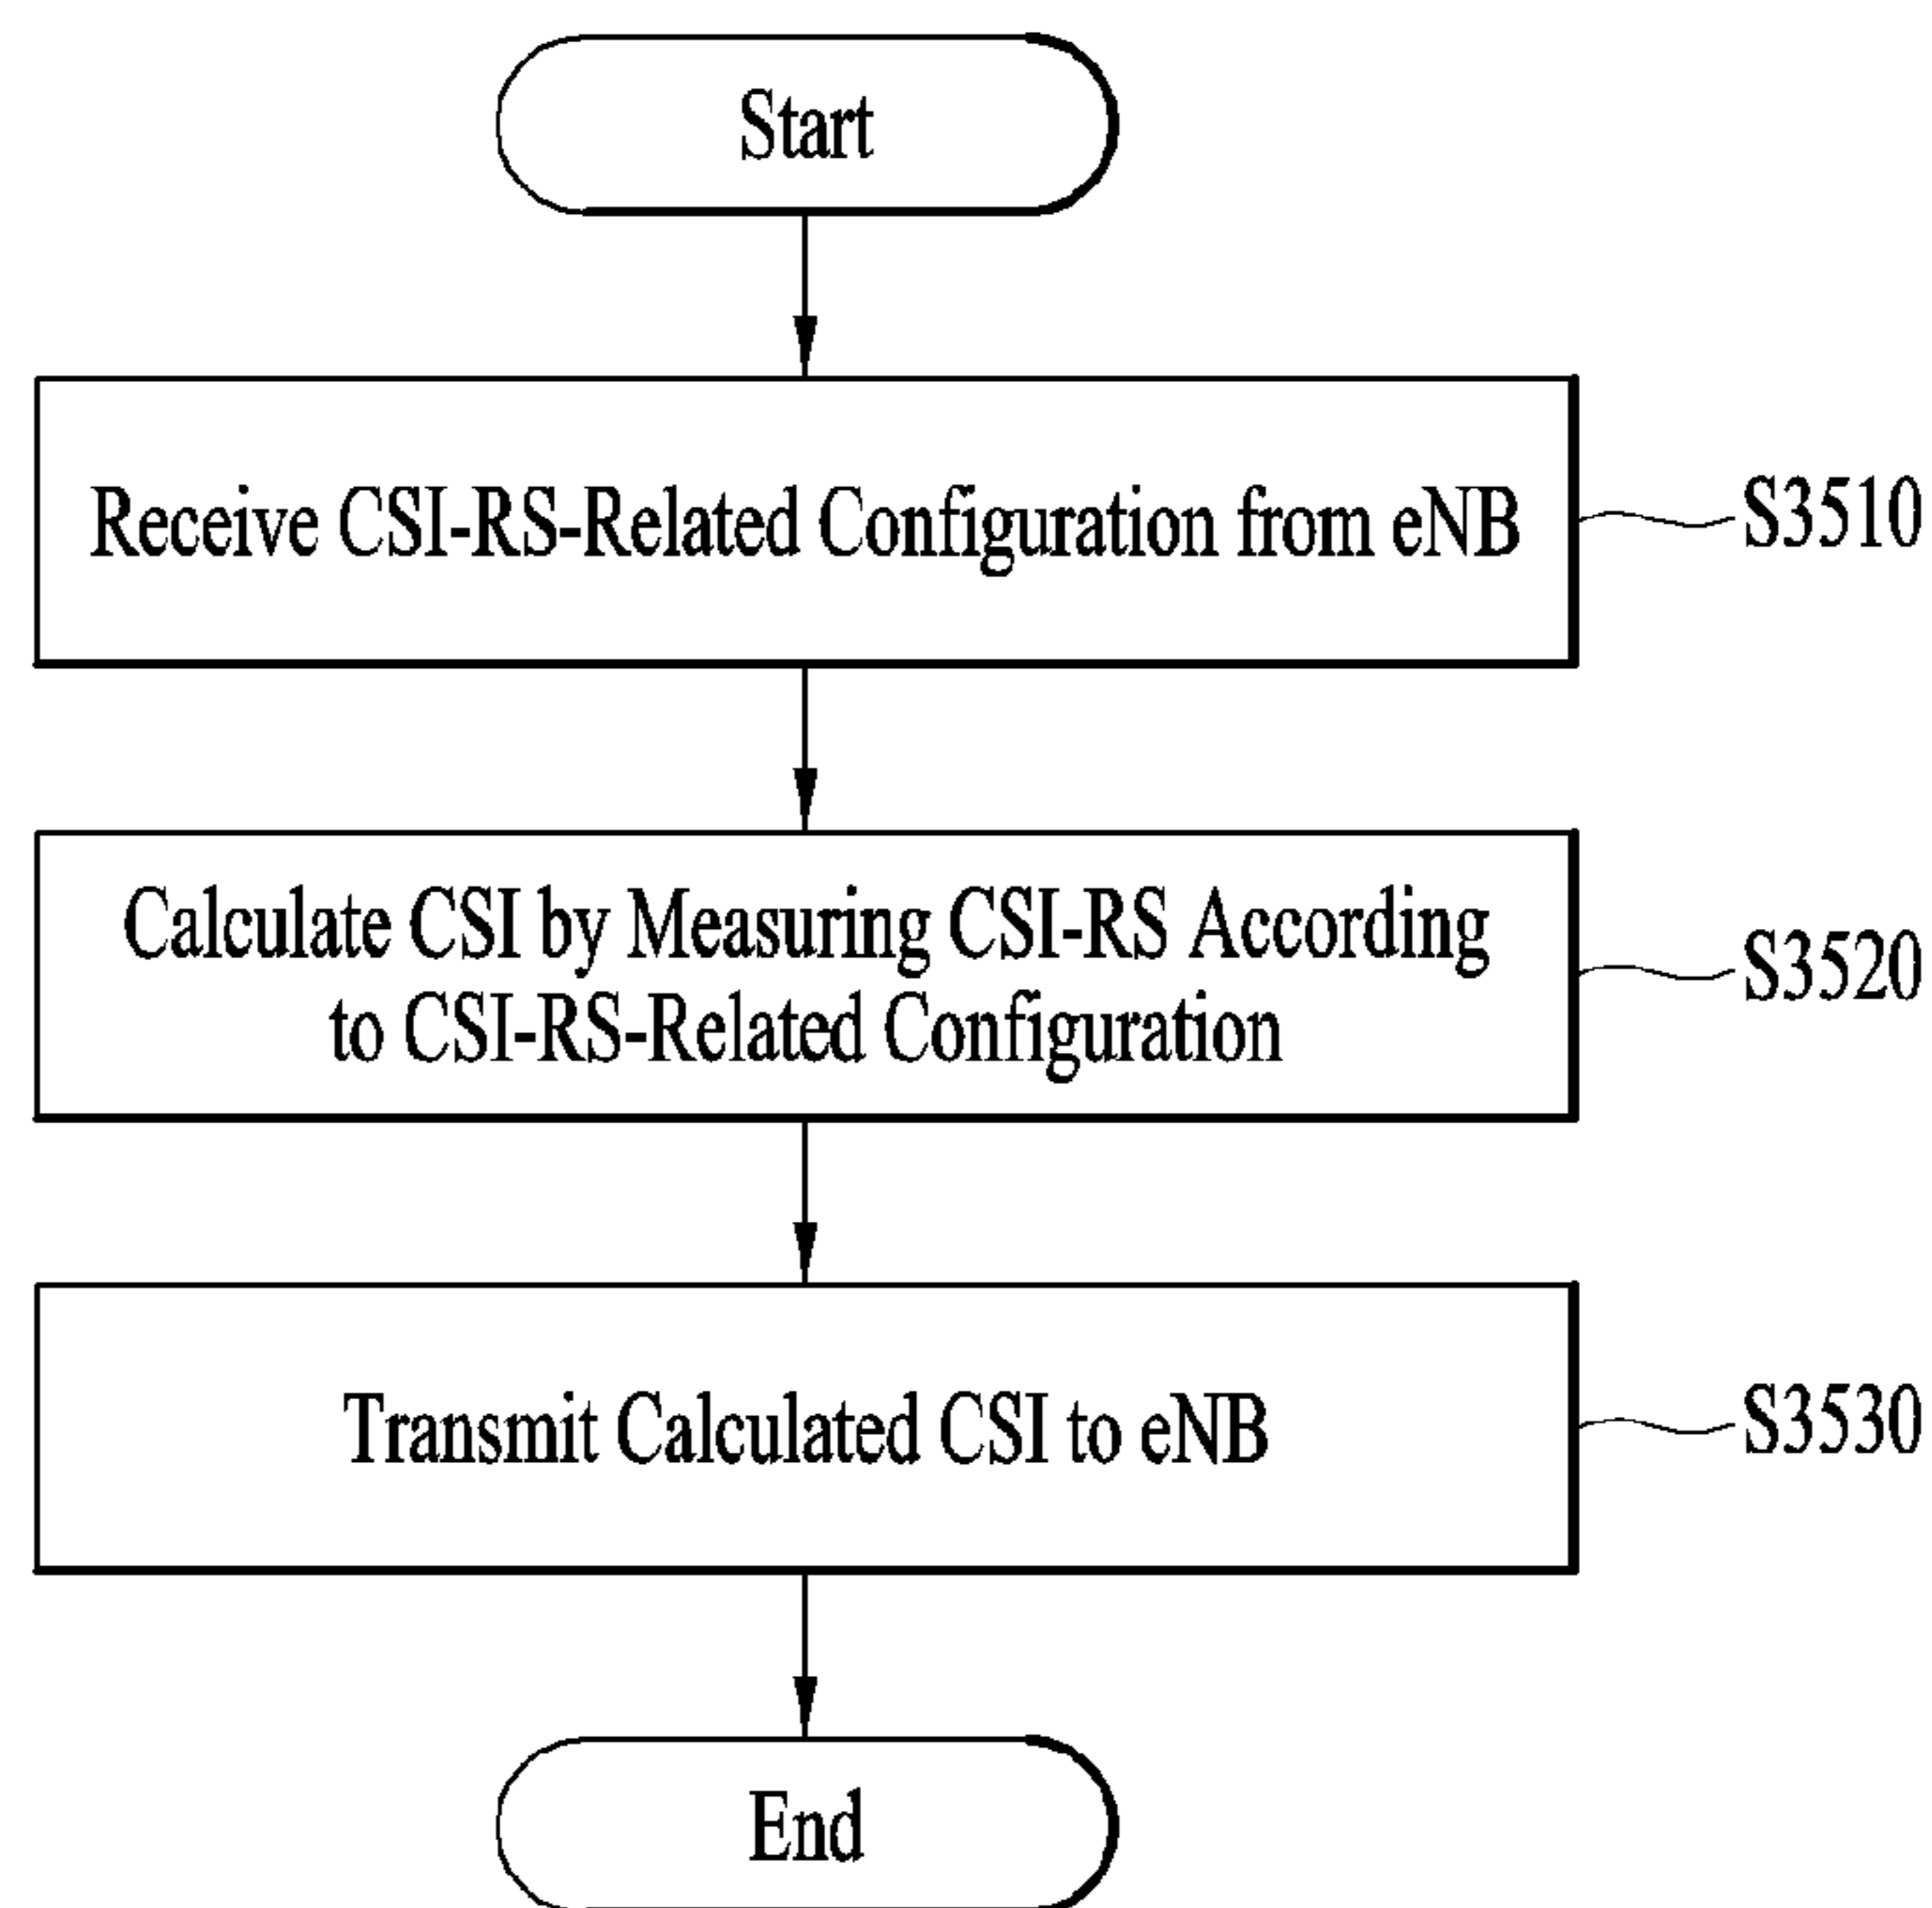 Start
Receive CSI-RS-Related Configuration from eNB
S3510
Calculate CSI by Measuring CSI-RS According
to CSI-RS-Related Configuration
S3520
Transmit Calculated CSI to eNB
S3530
End